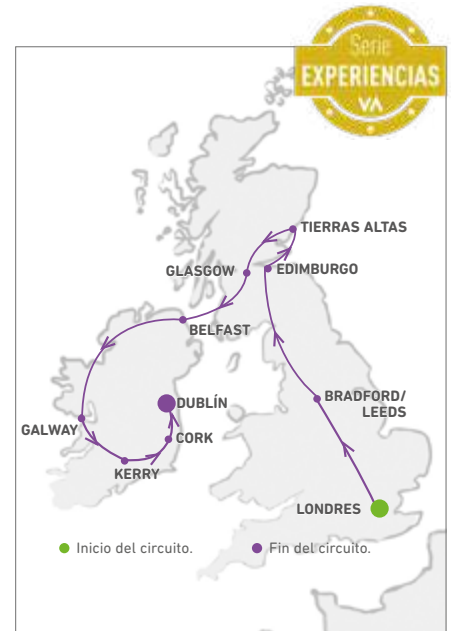 Serie
EXPERIENCIAS
VA
TIERRAS ALTAS
GLASGOW
EDIMBURGO
BELFAST
DUBLÍN
BRADFORD/
LEEDS
GALWAY
CORK
KERRY
LONDRES
Inicio del circuito.
Fin del circuito.